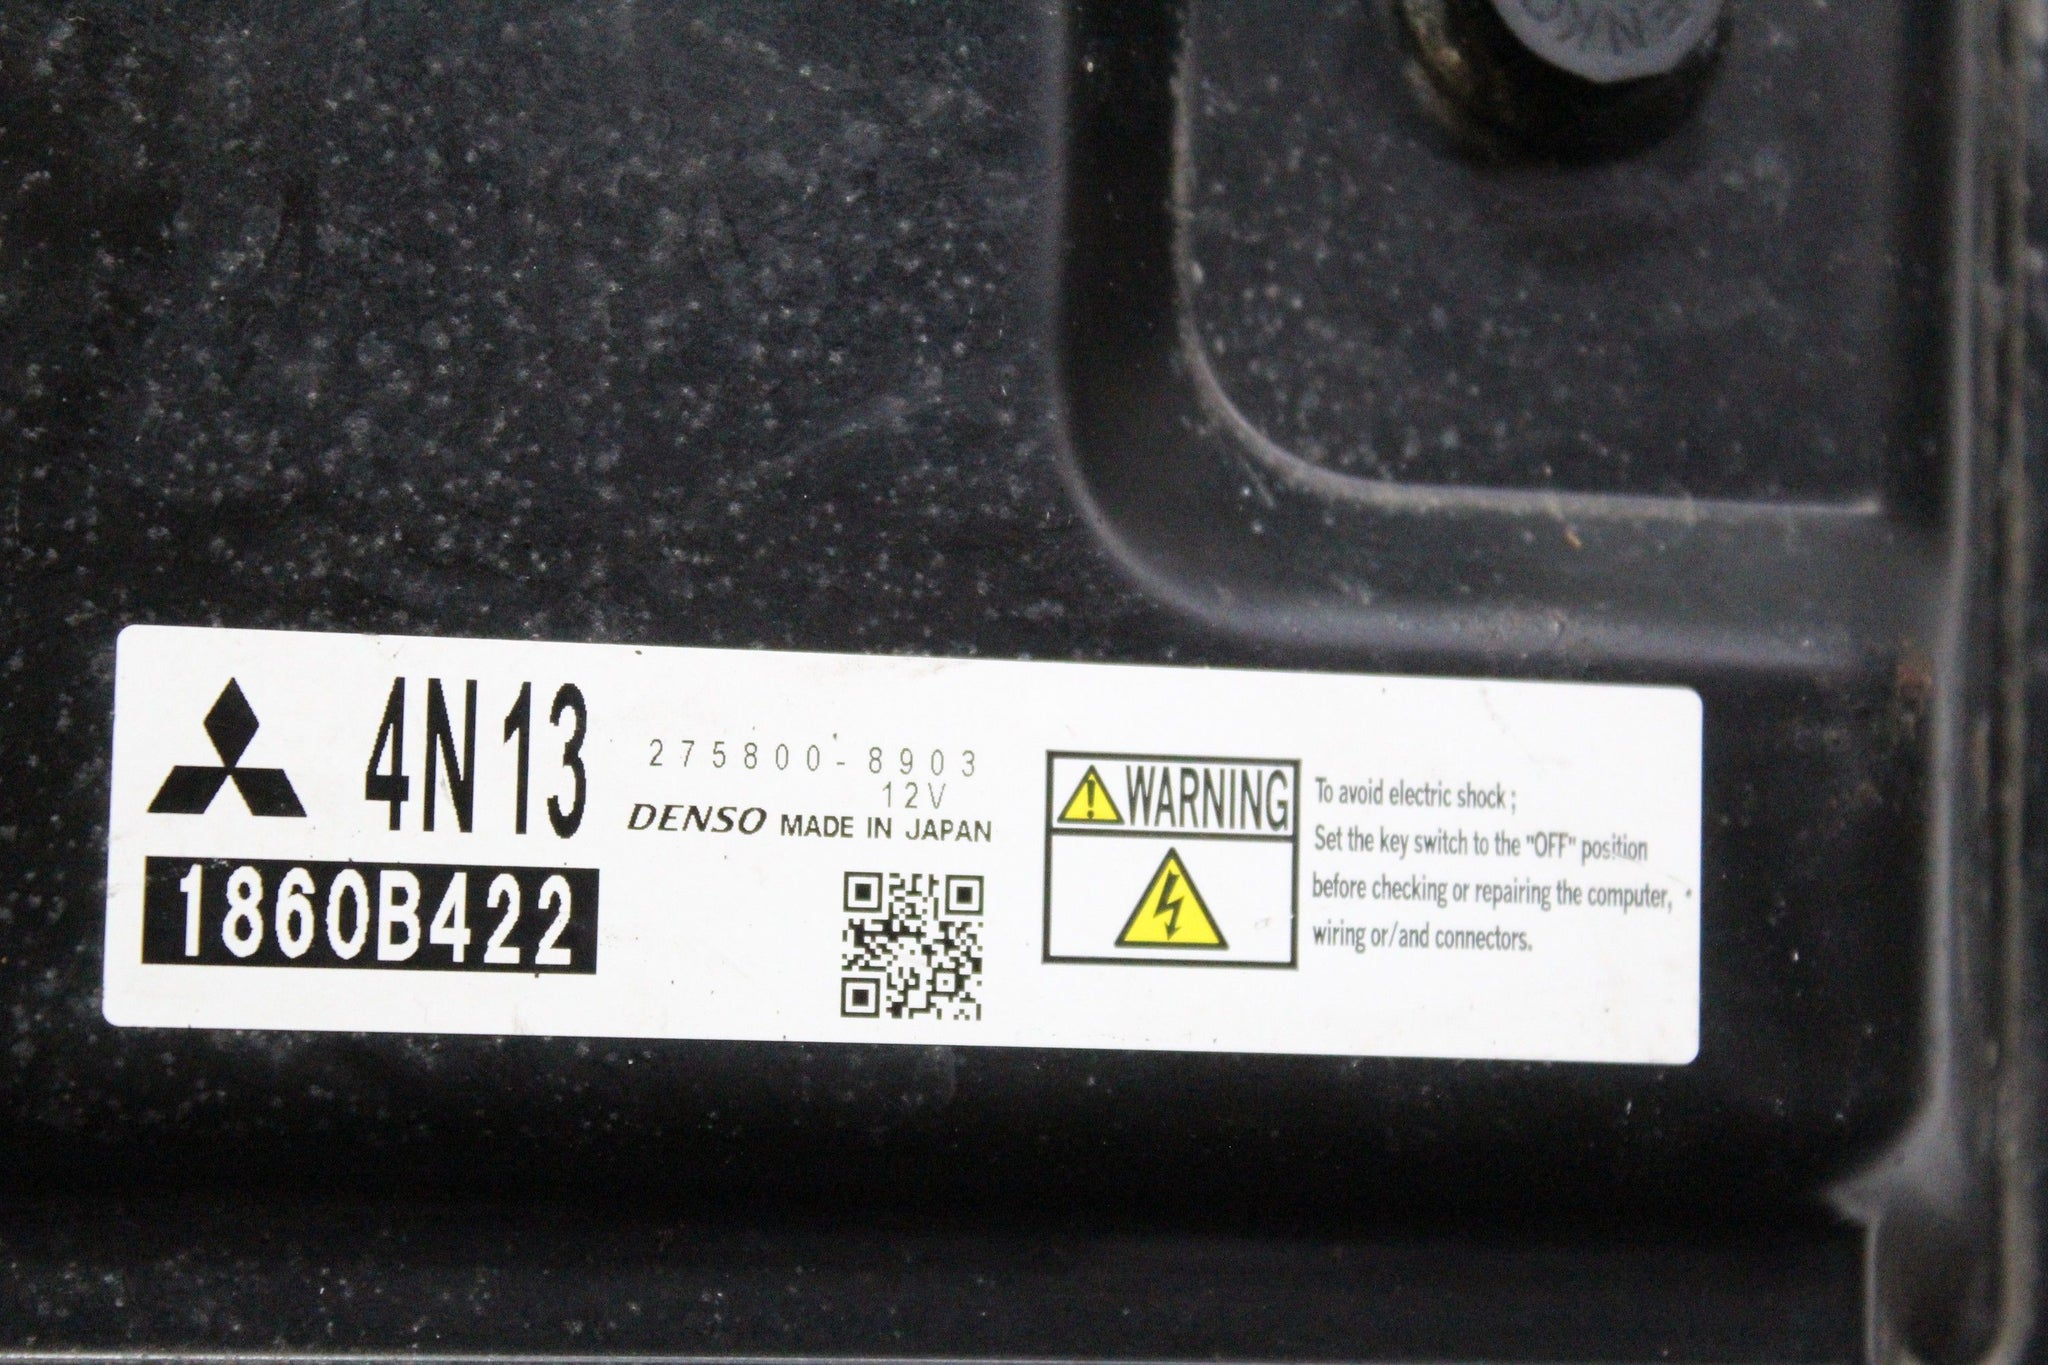 4N13
1860B422
275800-8903
12V
DENSO MADE IN JAPAN
WARNING
To avoid electric shock ;
Set the key switch to the "OFF" position
before checking or repairing the computer,
wiring or/and connectors.